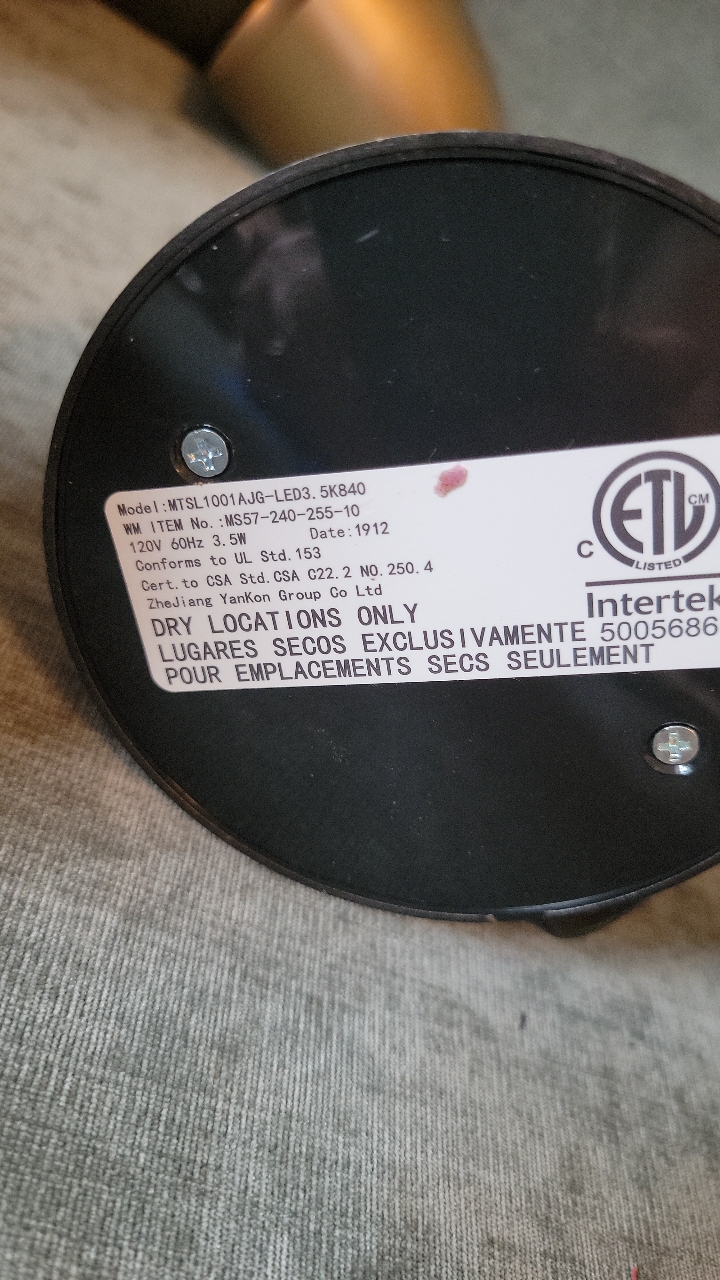 Model:MTSL1001AJG-LED3.5K840
WM ITEM No.:MS57-240-255-10
120V 60Hz 3.5W Date:1912
Conforms to UL Std.153
Cert.to CSA Std.CSA C22.2 NO.250.4
ZheJiang YanKon Group Co Ltd
DRY LOCATIONS ONLY
LUGARES SECOS EXCLUSIVAMENTE
POUR EMPLACEMENTS SECS SEULEMENT
ETL CM
C LISTED
Intertek
5005686